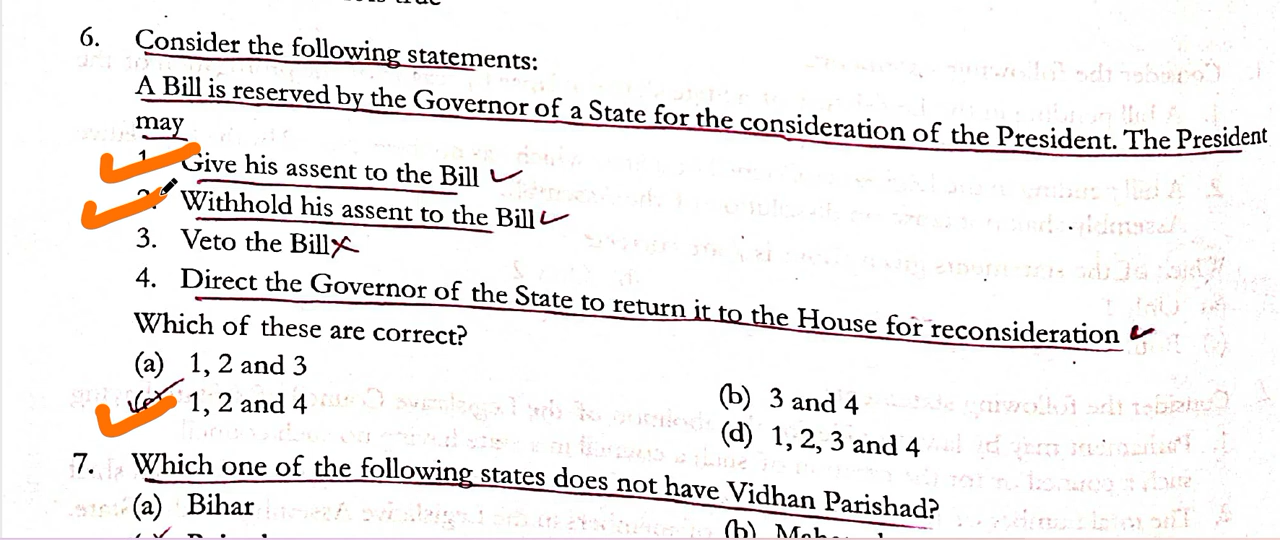 6. Consider the following statements:
A Bill is reserved by the Governor of a State for the consideration of the President. The President
may
1. Give his assent to the Bill
2. Withhold his assent to the Bill
3. Veto the Bill
4. Direct the Governor of the State to return it to the House for reconsideration
Which of these are correct?
(a) 1, 2 and 3
(b) 3 and 4
1, 2 and 4
(d) 1, 2, 3 and 4
7. Which one of the following states does not have Vidhan Parishad?
(a) Bihar
(b)